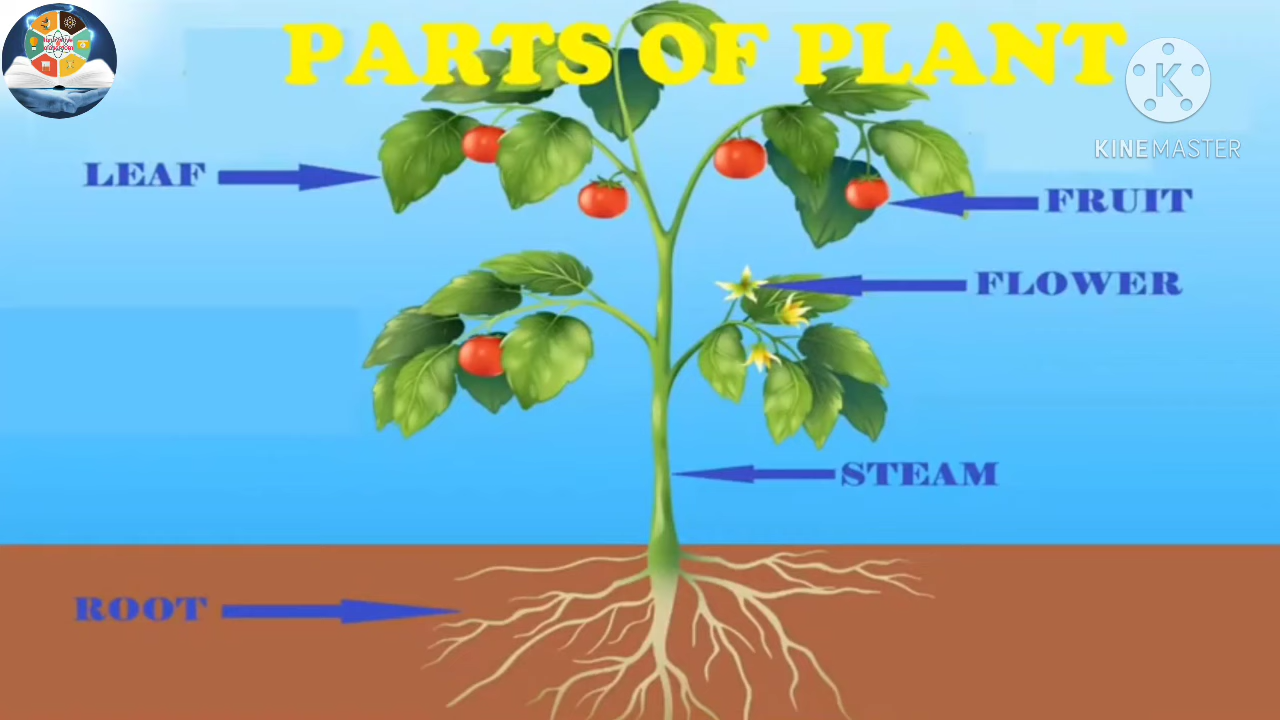 PARTS OF PLANT
K
KINEMASTER
LEAF
FRUIT
FLOWER
STEAM
ROOT